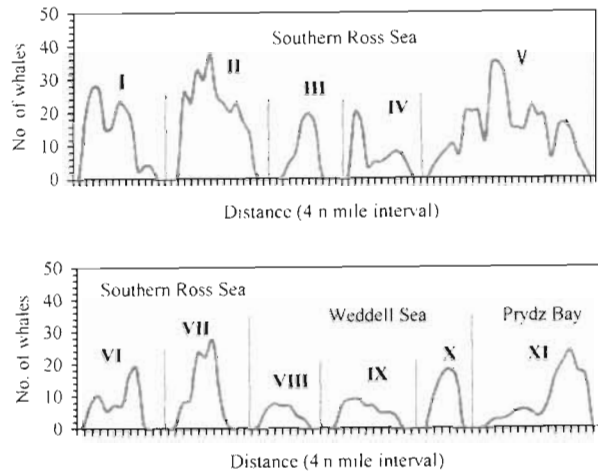 50
40
30
20
10
0
No of whales
Southern Ross Sea
I
II
III
IV
V
Distance (4 n mile interval)
50
40
30
20
10
0
No. of whales
Southern Ross Sea
Weddell Sea
Prydz Bay
VI
VII
VIII
IX
X
XI
Distance (4 n mile interval)